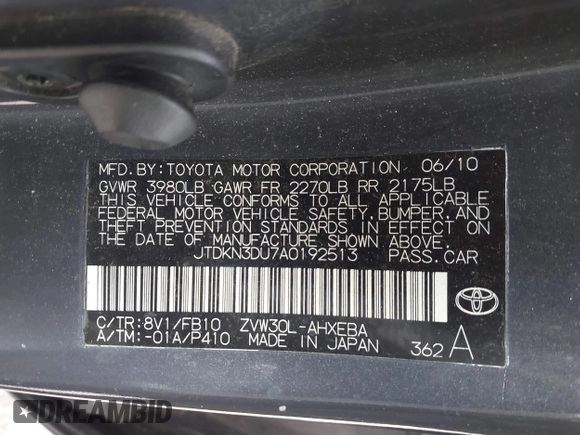 MFD. BY: TOYOTA MOTOR CORPORATION 06/10
GVWR 3980LB GAWR FR 2270LB RR 2175LB
THIS VEHICLE CONFORMS TO ALL APPLICABLE
FEDERAL MOTOR VEHICLE SAFETY, BUMPER, AND
THEFT PREVENTION STANDARDS IN EFFECT ON
THE DATE OF MANUFACTURE SHOWN ABOVE.
JTDKN3DU7A0192513 PASS. CAR
C/TR: 8V1/FB10 ZVW30L-AHXEBA
A/TM: -01A/P410 MADE IN JAPAN 362 A
DREAMBID